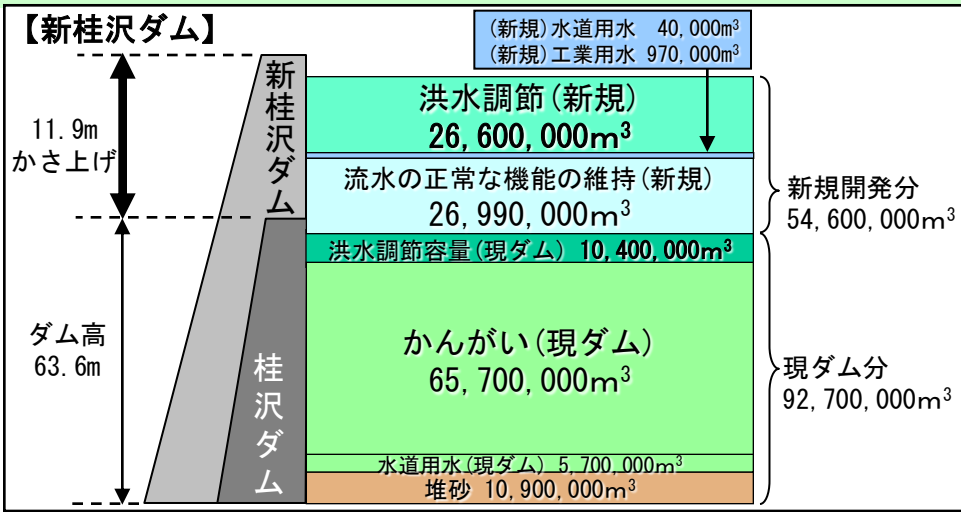 【新桂沢ダム】
(新規)水道用水 40,000m³
(新規)工業用水 970,000m³
11.9m
かさ上げ
新桂沢ダム
洪水調節(新規)
26,600,000m³
流水の正常な機能の維持(新規)
26,990,000m³
新規開発分
54,600,000m³
洪水調節容量(現ダム) 10,400,000m³
ダム高
63.6m
桂沢ダム
かんがい(現ダム)
65,700,000m³
現ダム分
92,700,000m³
水道用水(現ダム) 5,700,000m³
堆砂 10,900,000m³